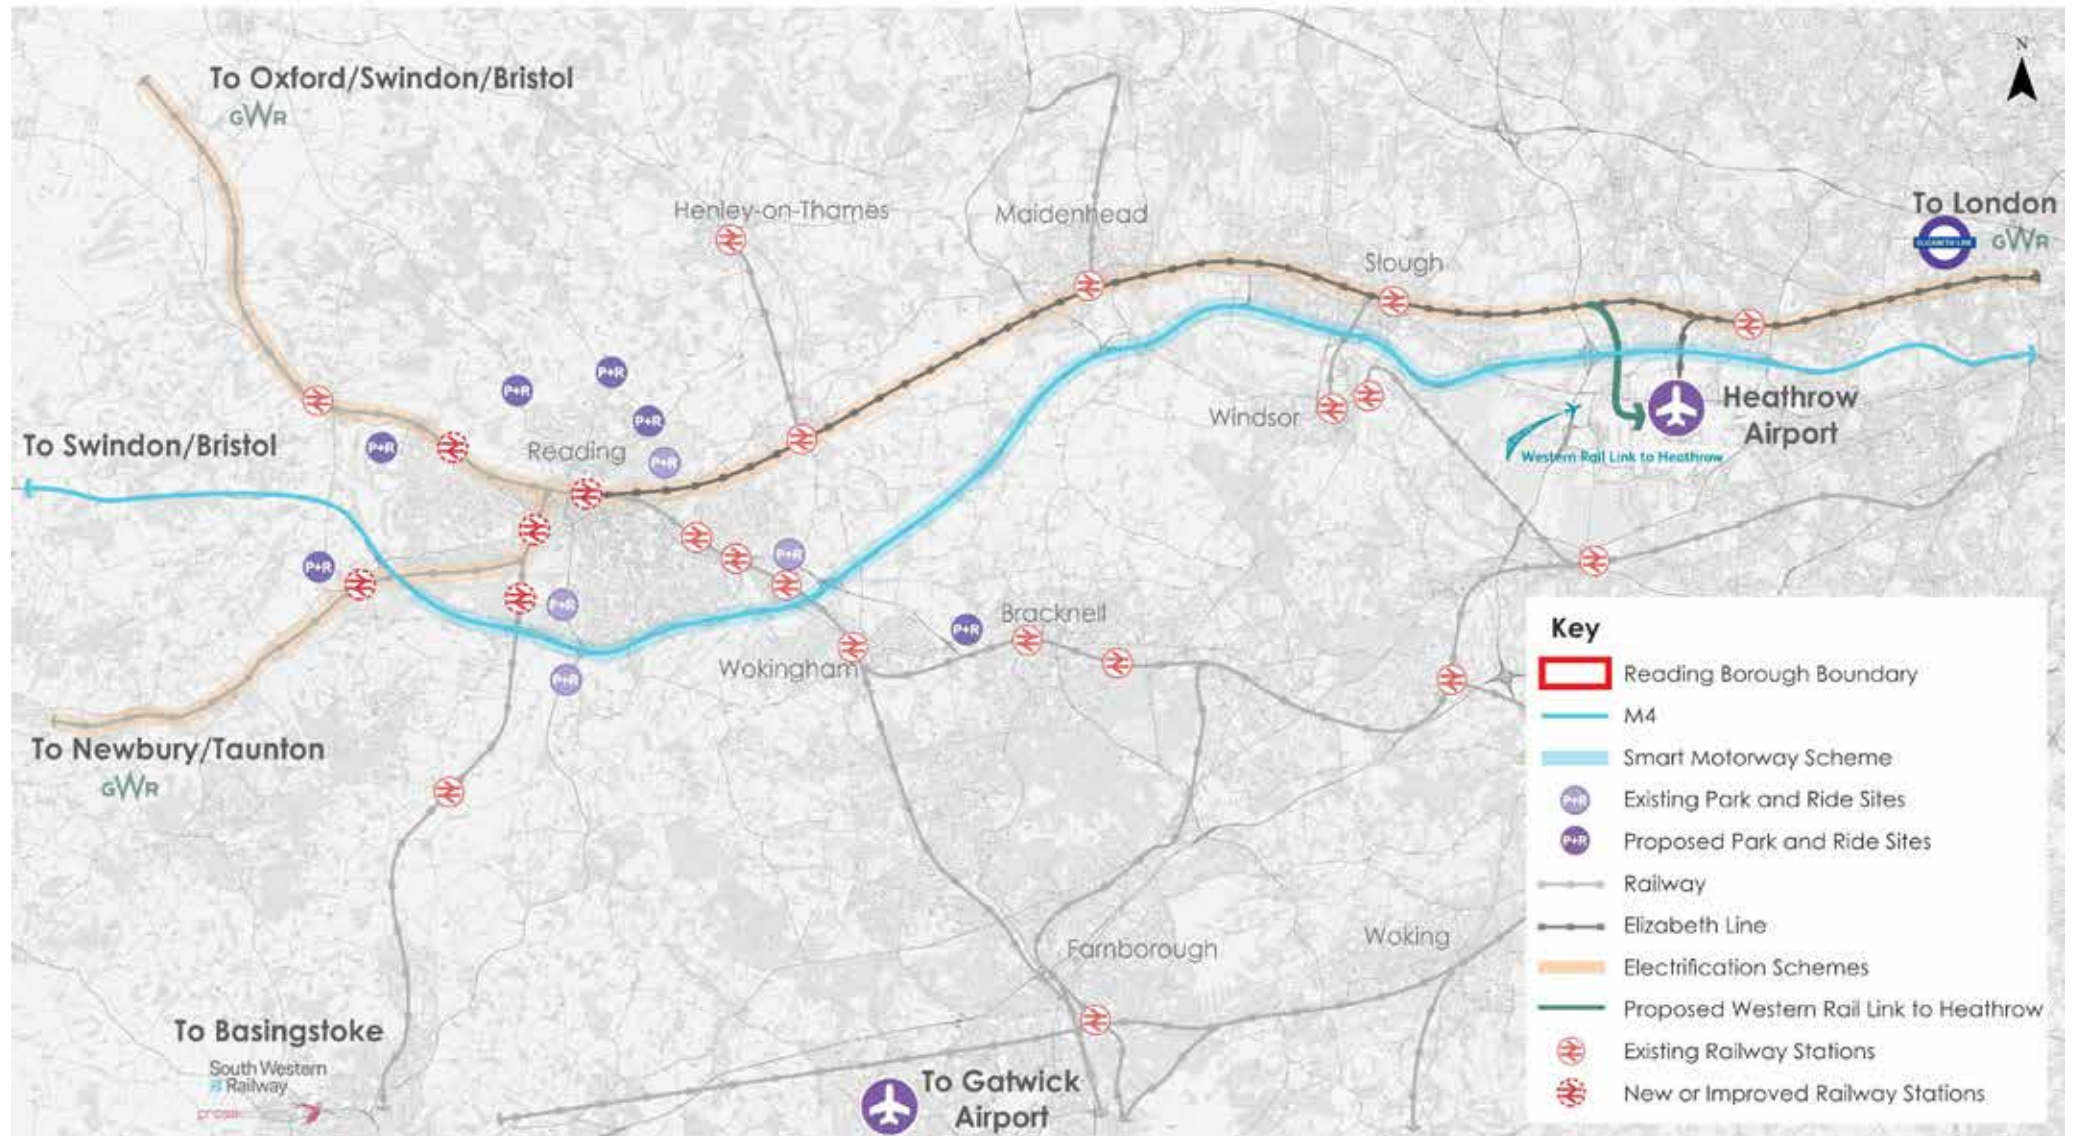 N
To Oxford/Swindon/Bristol
GWR
To London
ELIZABETH LINE
GWR
Henley-on-Thames
Maidenhead
Slough
P+R
P+R
P+R
Heathrow
Airport
Windsor
To Swindon/Bristol
P+R
Reading
P+R
Western Rail Link to Heathrow
P+R
P+R
P+R
P+R
Bracknell
Wokingham
P+R
To Newbury/Taunton
GWR
Farnborough
Woking
To Basingstoke
South Western
Railway
cross
To Gatwick
Airport
Key
Reading Borough Boundary
M4
Smart Motorway Scheme
P+R
Existing Park and Ride Sites
P+R
Proposed Park and Ride Sites
Railway
Elizabeth Line
Electrification Schemes
Proposed Western Rail Link to Heathrow
Existing Railway Stations
New or Improved Railway Stations